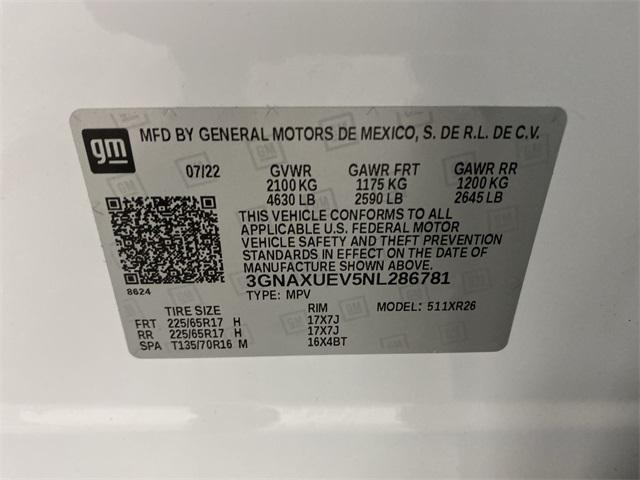 gm
MFD BY GENERAL MOTORS DE MEXICO, S. DE R.L. DE C.V.
07/22 GVWR GAWR FRT GAWR RR
2100 KG 1175 KG 1200 KG
4630 LB 2590 LB 2645 LB
THIS VEHICLE CONFORMS TO ALL
APPLICABLE U.S. FEDERAL MOTOR
VEHICLE SAFETY AND THEFT PREVENTION
STANDARDS IN EFFECT ON THE DATE OF
MANUFACTURE SHOWN ABOVE.
3GNAXUEV5NL286781
8624
TYPE: MPV MODEL: 511XR26
TIRE SIZE RIM
FRT 225/65R17 H 17X7J
RR 225/65R17 H 17X7J
SPA T135/70R16 M 16X4BT